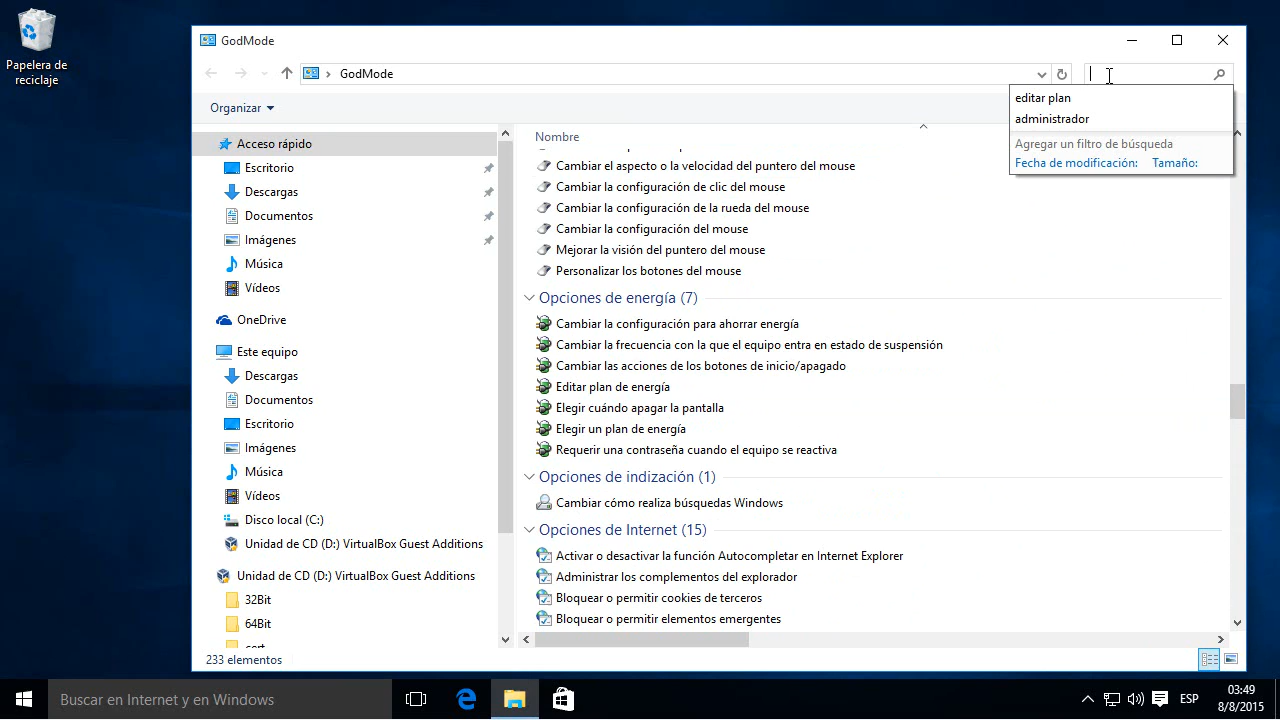 Papelera de
reciclaje
GodMode
GodMode
Organizar
editar plan
administrador
Agregar un filtro de búsqueda
Fecha de modificación: Tamaño:
Acceso rápido
Escritorio
Descargas
Documentos
Imágenes
Música
Vídeos
OneDrive
Este equipo
Descargas
Documentos
Escritorio
Imágenes
Música
Vídeos
Disco local (C:)
Unidad de CD (D:) VirtualBox Guest Additions
Unidad de CD (D:) VirtualBox Guest Additions
32Bit
64Bit
Nombre
Cambiar el aspecto o la velocidad del puntero del mouse
Cambiar la configuración de clic del mouse
Cambiar la configuración de la rueda del mouse
Cambiar la configuración del mouse
Mejorar la visión del puntero del mouse
Personalizar los botones del mouse
Opciones de energía (7)
Cambiar la configuración para ahorrar energía
Cambiar la frecuencia con la que el equipo entra en estado de suspensión
Cambiar las acciones de los botones de inicio/apagado
Editar plan de energía
Elegir cuándo apagar la pantalla
Elegir un plan de energía
Requerir una contraseña cuando el equipo se reactiva
Opciones de indización (1)
Cambiar cómo realiza búsquedas Windows
Opciones de Internet (15)
Activar o desactivar la función Autocompletar en Internet Explorer
Administrar los complementos del explorador
Bloquear o permitir cookies de terceros
Bloquear o permitir elementos emergentes
233 elementos
Buscar en Internet y en Windows
ESP
03:49
8/8/2015